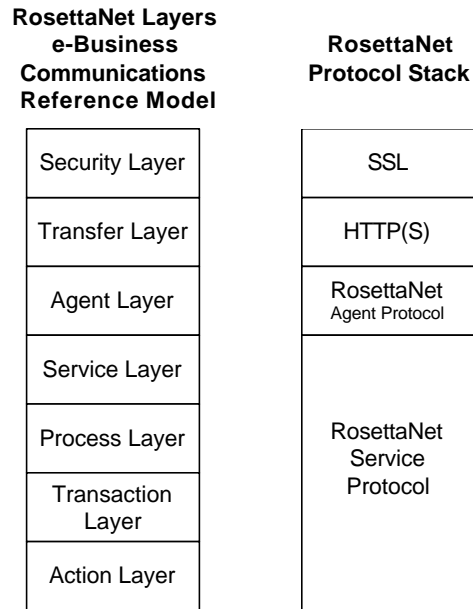 RosettaNet Layers
e-Business
Communications
Reference Model
Security Layer
Transfer Layer
Agent Layer
Service Layer
Process Layer
Transaction
Layer
Action Layer
RosettaNet
Protocol Stack
SSL
HTTP(S)
RosettaNet
Agent Protocol
RosettaNet
Service
Protocol